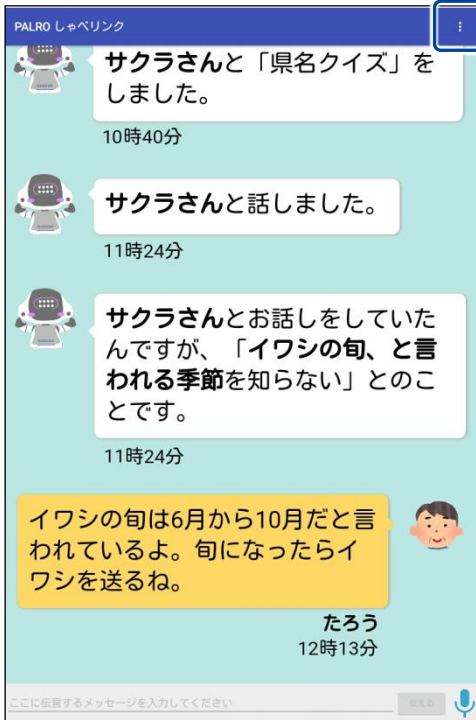 PALRO しゃべリンク
サクラさんと「県名クイズ」を
しました。
10時40分
サクラさんと話しました。
11時24分
サクラさんとお話しをしていた
んですが、「イワシの旬、と言
われる季節を知らない」とのこ
とです。
11時24分
イワシの旬は6月から10月だと言
われているよ。旬になったらイ
ワシを送るね。
たろう
12時13分
ここに伝言するメッセージを入力してください
伝える